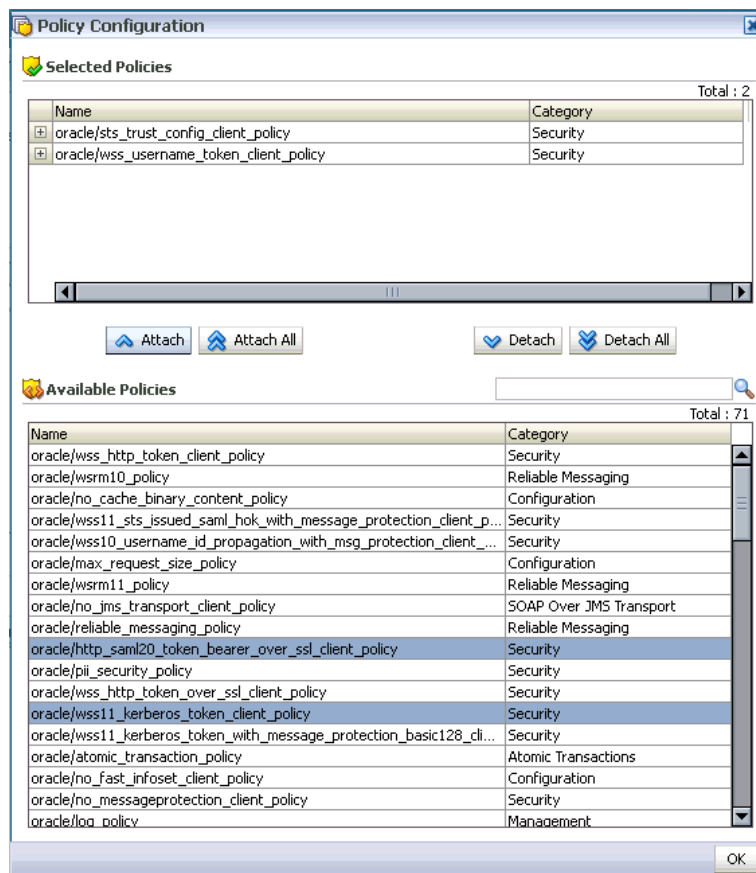 Policy Configuration
Selected Policies
Total : 2
Name Category
oracle/sts_trust_config_client_policy Security
oracle/wss_username_token_client_policy Security
Attach Attach All Detach Detach All
Available Policies
Total : 71
Name Category
oracle/wss_http_token_client_policy Security
oracle/wsrm10_policy Reliable Messaging
oracle/no_cache_binary_content_policy Configuration
oracle/wss11_sts_issued_saml_hok_with_message_protection_client_p... Security
oracle/wss10_username_id_propagation_with_msg_protection_client_... Security
oracle/max_request_size_policy Configuration
oracle/wsrm11_policy Reliable Messaging
oracle/no_jms_transport_client_policy SOAP Over JMS Transport
oracle/reliable_messaging_policy Reliable Messaging
oracle/http_saml20_token_bearer_over_ssl_client_policy Security
oracle/pii_security_policy Security
oracle/wss_http_token_over_ssl_client_policy Security
oracle/wss11_kerberos_token_client_policy Security
oracle/wss11_kerberos_token_with_message_protection_basic128_cli... Security
oracle/atomic_transaction_policy Atomic Transactions
oracle/no_fast_infoset_client_policy Configuration
oracle/no_messageprotection_client_policy Security
oracle/log_policy Management
OK